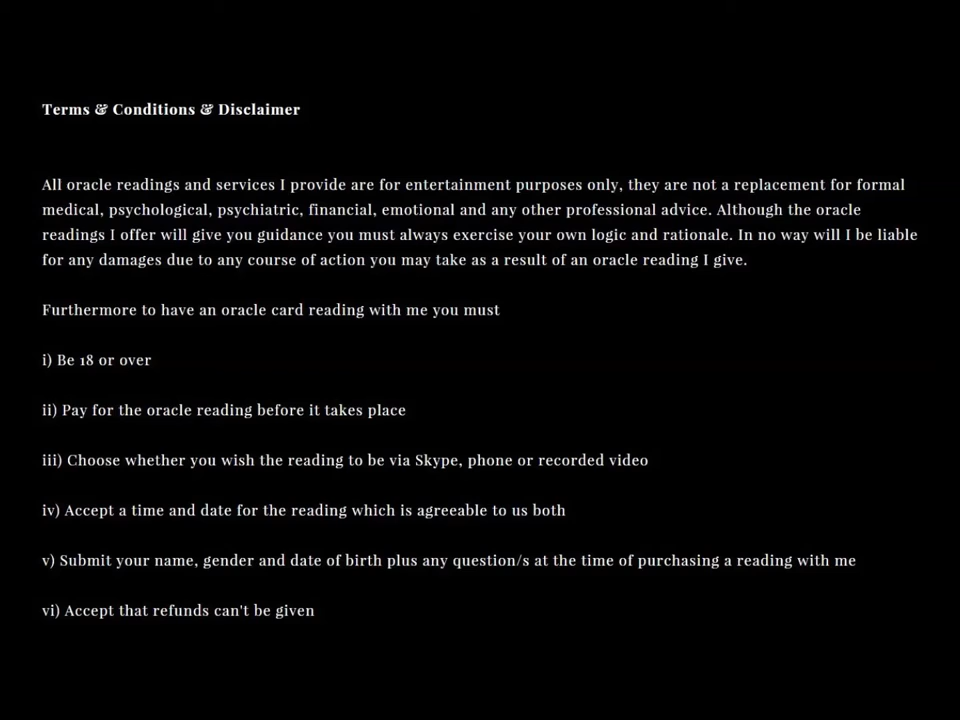 Terms & Conditions & Disclaimer
All oracle readings and services I provide are for entertainment purposes only, they are not a replacement for formal
medical, psychological, psychiatric, financial, emotional and any other professional advice. Although the oracle
readings I offer will give you guidance you must always exercise your own logic and rationale. In no way will I be liable
for any damages due to any course of action you may take as a result of an oracle reading I give.
Furthermore to have an oracle card reading with me you must
i) Be 18 or over
ii) Pay for the oracle reading before it takes place
iii) Choose whether you wish the reading to be via Skype, phone or recorded video
iv) Accept a time and date for the reading which is agreeable to us both
v) Submit your name, gender and date of birth plus any question/s at the time of purchasing a reading with me
vi) Accept that refunds can't be given